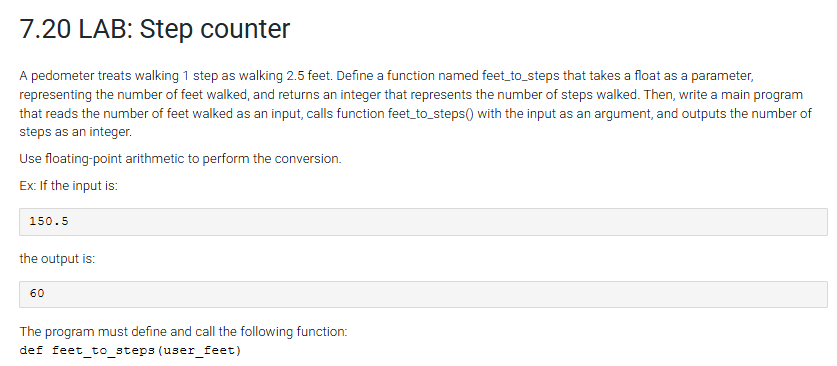 7.20 LAB: Step counter
A pedometer treats walking 1 step as walking 2.5 feet. Define a function named feet_to_steps that takes a float as a parameter,
representing the number of feet walked, and returns an integer that represents the number of steps walked. Then, write a main program
that reads the number of feet walked as an input, calls function feet_to_steps() with the input as an argument, and outputs the number of
steps as an integer.
Use floating-point arithmetic to perform the conversion.
Ex: If the input is:
150.5
the output is:
60
The program must define and call the following function:
def feet_to_steps(user_feet)